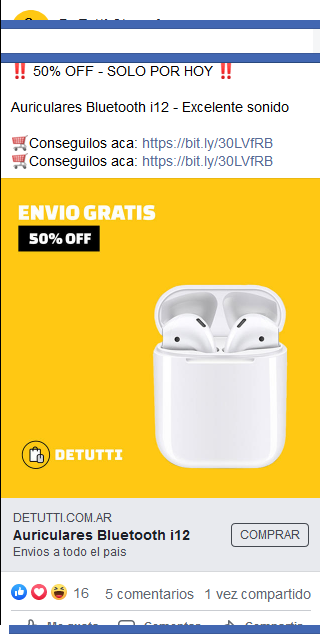 ‼ 50% OFF - SOLO POR HOY ‼
Auriculares Bluetooth i12 - Excelente sonido
🛒Conseguilos aca: https://bit.ly/30LVfRB
🛒Conseguilos aca: https://bit.ly/30LVfRB
ENVIO GRATIS
50% OFF
DETUTTI
DETUTTI.COM.AR
Auriculares Bluetooth i12
Envios a todo el pais
COMPRAR
16 5 comentarios 1 vez compartido